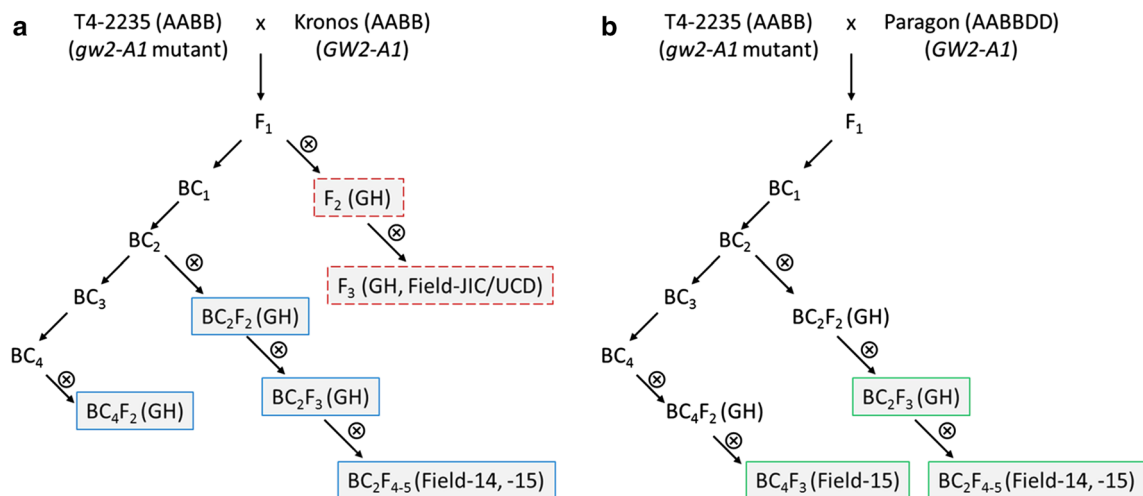 a
T4-2235 (AABB) x Kronos (AABB)
(gw2-A1 mutant) (GW2-A1)
F₁
BC₁
F₂ (GH)
BC₂
F₃ (GH, Field-JIC/UCD)
BC₃
BC₂F₂ (GH)
BC₄
BC₄F₂ (GH)
BC₂F₃ (GH)
BC₂F₄₋₅ (Field-14, -15)
b
T4-2235 (AABB) x Paragon (AABBDD)
(gw2-A1 mutant) (GW2-A1)
F₁
BC₁
BC₂
BC₃
BC₂F₂ (GH)
BC₄
BC₄F₂ (GH)
BC₂F₃ (GH)
BC₄F₃ (Field-15)
BC₂F₄₋₅ (Field-14, -15)